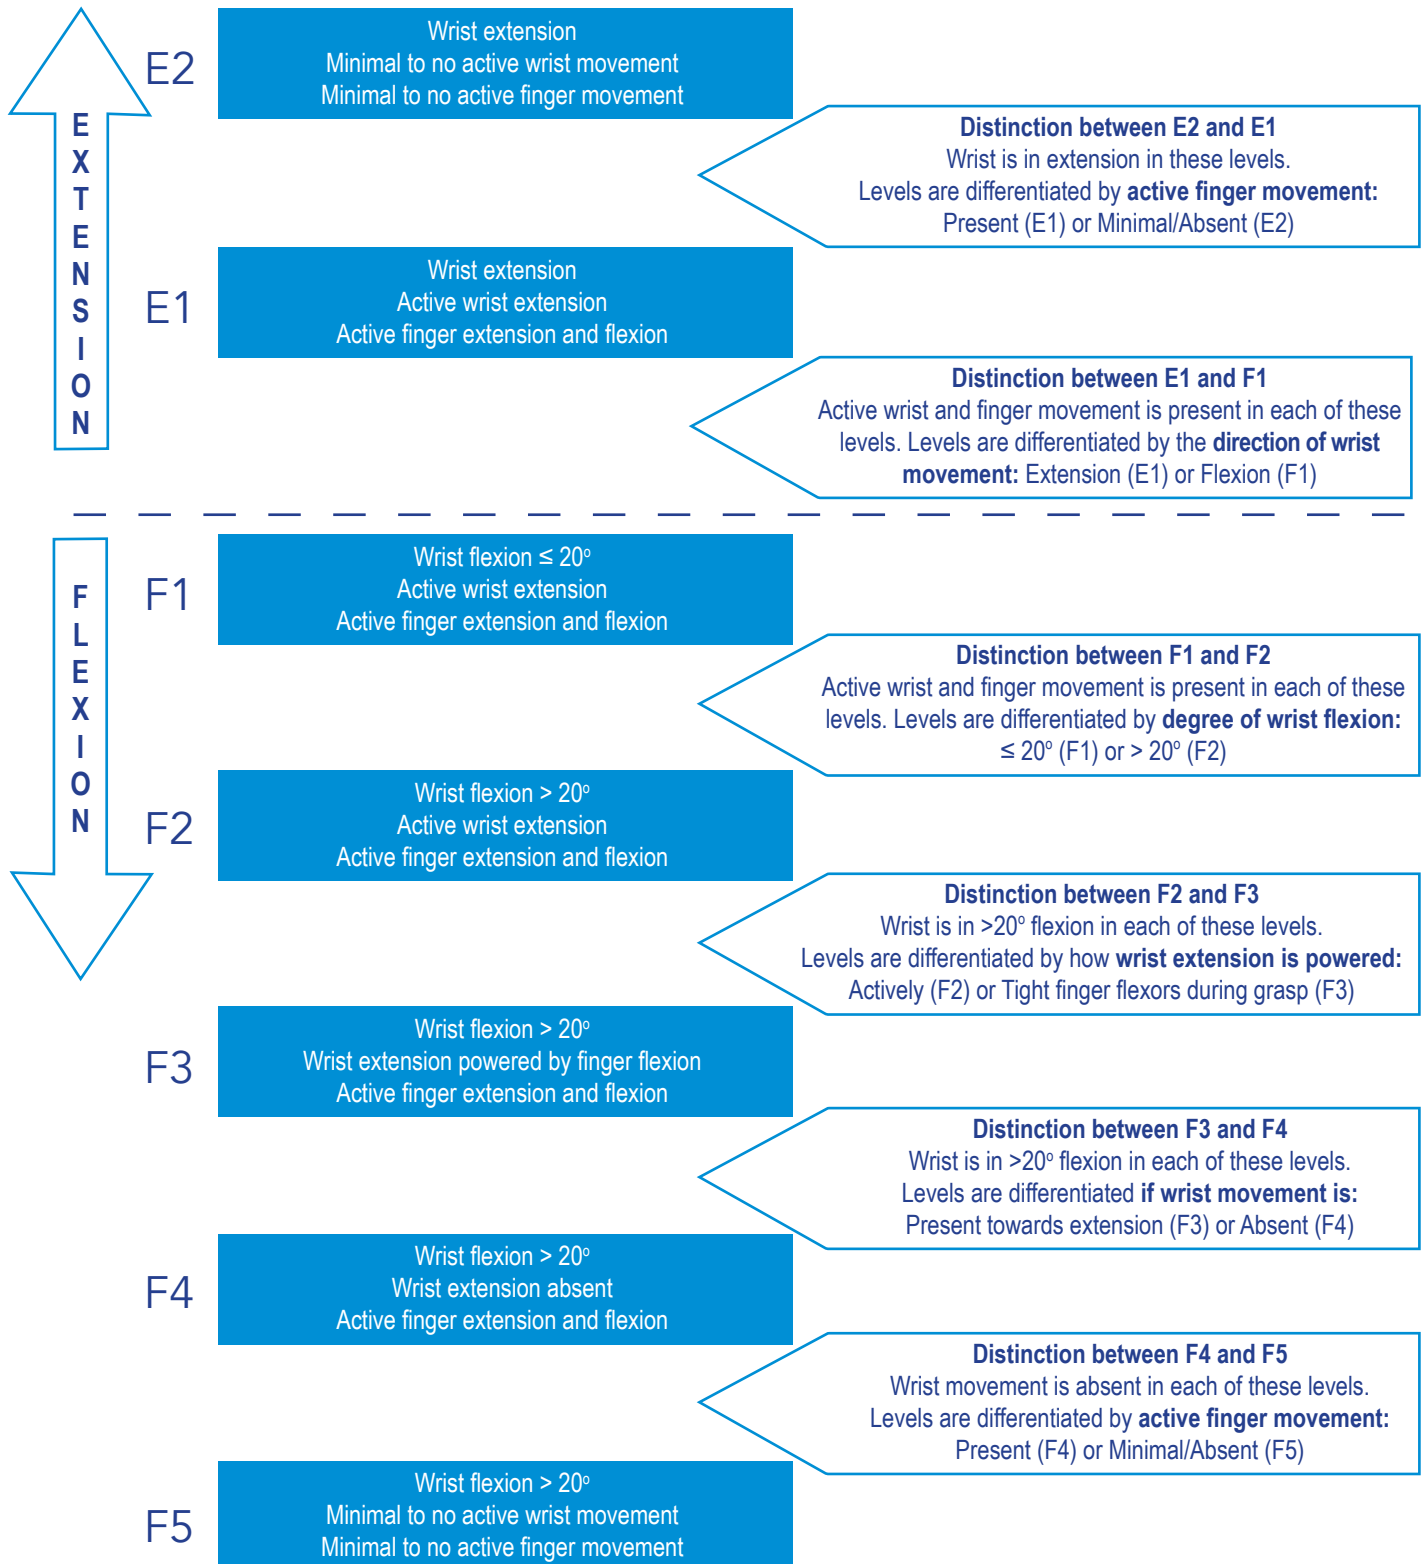 EXTENSION
E2
Wrist extension
Minimal to no active wrist movement
Minimal to no active finger movement
Distinction between E2 and E1
Wrist is in extension in these levels.
Levels are differentiated by active finger movement:
Present (E1) or Minimal/Absent (E2)
E1
Wrist extension
Active wrist extension
Active finger extension and flexion
Distinction between E1 and F1
Active wrist and finger movement is present in each of these
levels. Levels are differentiated by the direction of wrist
movement: Extension (E1) or Flexion (F1)
FLEXION
F1
Wrist flexion ≤ 20º
Active wrist extension
Active finger extension and flexion
Distinction between F1 and F2
Active wrist and finger movement is present in each of these
levels. Levels are differentiated by degree of wrist flexion:
≤ 20º (F1) or > 20º (F2)
F2
Wrist flexion > 20º
Active wrist extension
Active finger extension and flexion
Distinction between F2 and F3
Wrist is in >20º flexion in each of these levels.
Levels are differentiated by how wrist extension is powered:
Actively (F2) or Tight finger flexors during grasp (F3)
F3
Wrist flexion > 20º
Wrist extension powered by finger flexion
Active finger extension and flexion
Distinction between F3 and F4
Wrist is in >20º flexion in each of these levels.
Levels are differentiated if wrist movement is:
Present towards extension (F3) or Absent (F4)
F4
Wrist flexion > 20º
Wrist extension absent
Active finger extension and flexion
Distinction between F4 and F5
Wrist movement is absent in each of these levels.
Levels are differentiated by active finger movement:
Present (F4) or Minimal/Absent (F5)
F5
Wrist flexion > 20º
Minimal to no active wrist movement
Minimal to no active finger movement